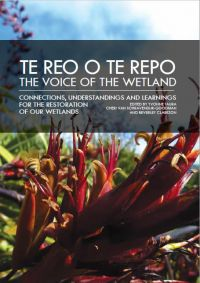 TE REO O TE REPO
THE VOICE OF THE WETLAND
CONNECTIONS, UNDERSTANDINGS AND LEARNINGS
FOR THE RESTORATION
OF OUR WETLANDS
EDITED BY YVONNE TAURA
CHERI VAN SCHRAVENDIJK-GOODMAN
AND BEVERLEY CLARKSON